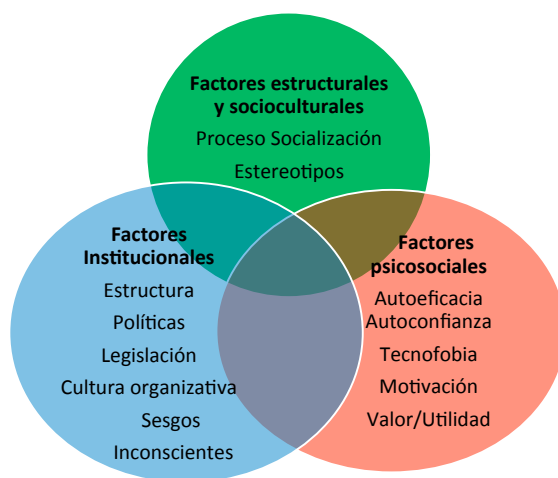 Factores estructurales
y socioculturales
Proceso Socialización
Estereotipos
Factores
Institucionales
Estructura
Políticas
Legislación
Cultura organizativa
Sesgos
Inconscientes
Factores
psicosociales
Autoeficacia
Autoconfianza
Tecnofobia
Motivación
Valor/Utilidad